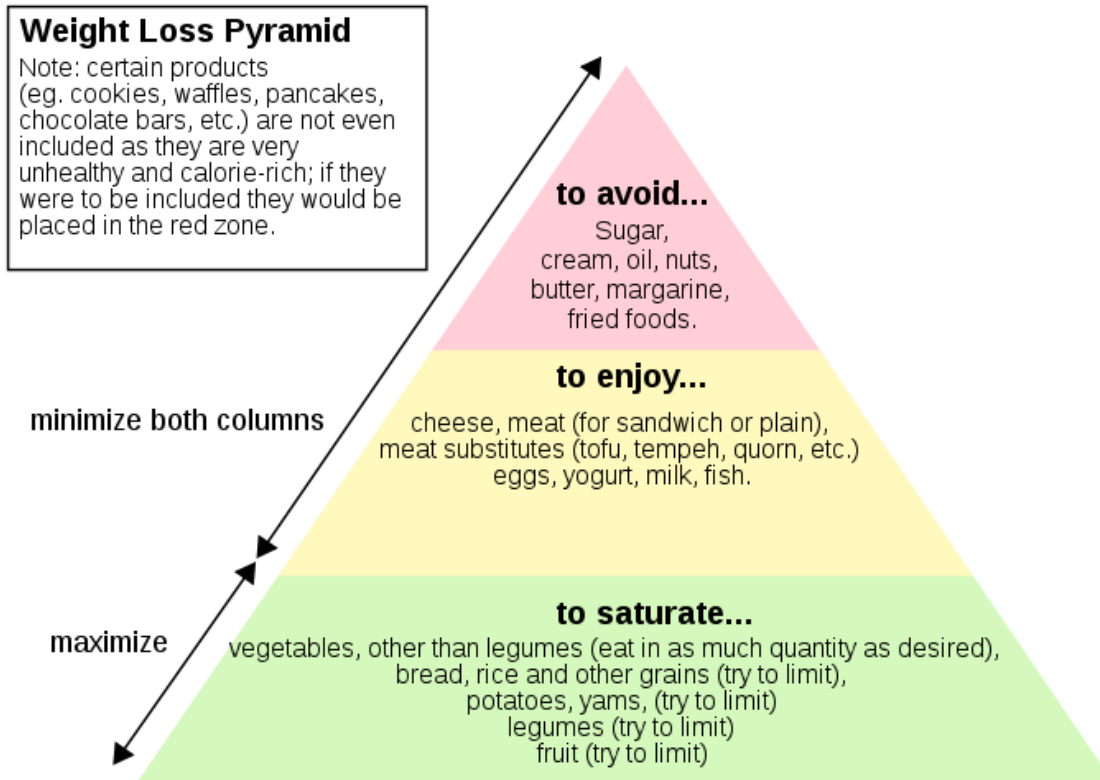 Weight Loss Pyramid
Note: certain products
(eg. cookies, waffles, pancakes,
chocolate bars, etc.) are not even
included as they are very
unhealthy and calorie-rich; if they
were to be included they would be
placed in the red zone.
to avoid...
Sugar,
cream, oil, nuts,
butter, margarine,
fried foods.
to enjoy...
cheese, meat (for sandwich or plain),
meat substitutes (tofu, tempeh, quorn, etc.)
eggs, yogurt, milk, fish.
minimize both columns
to saturate...
vegetables, other than legumes (eat in as much quantity as desired),
bread, rice and other grains (try to limit),
potatoes, yams, (try to limit)
legumes (try to limit)
fruit (try to limit)
maximize